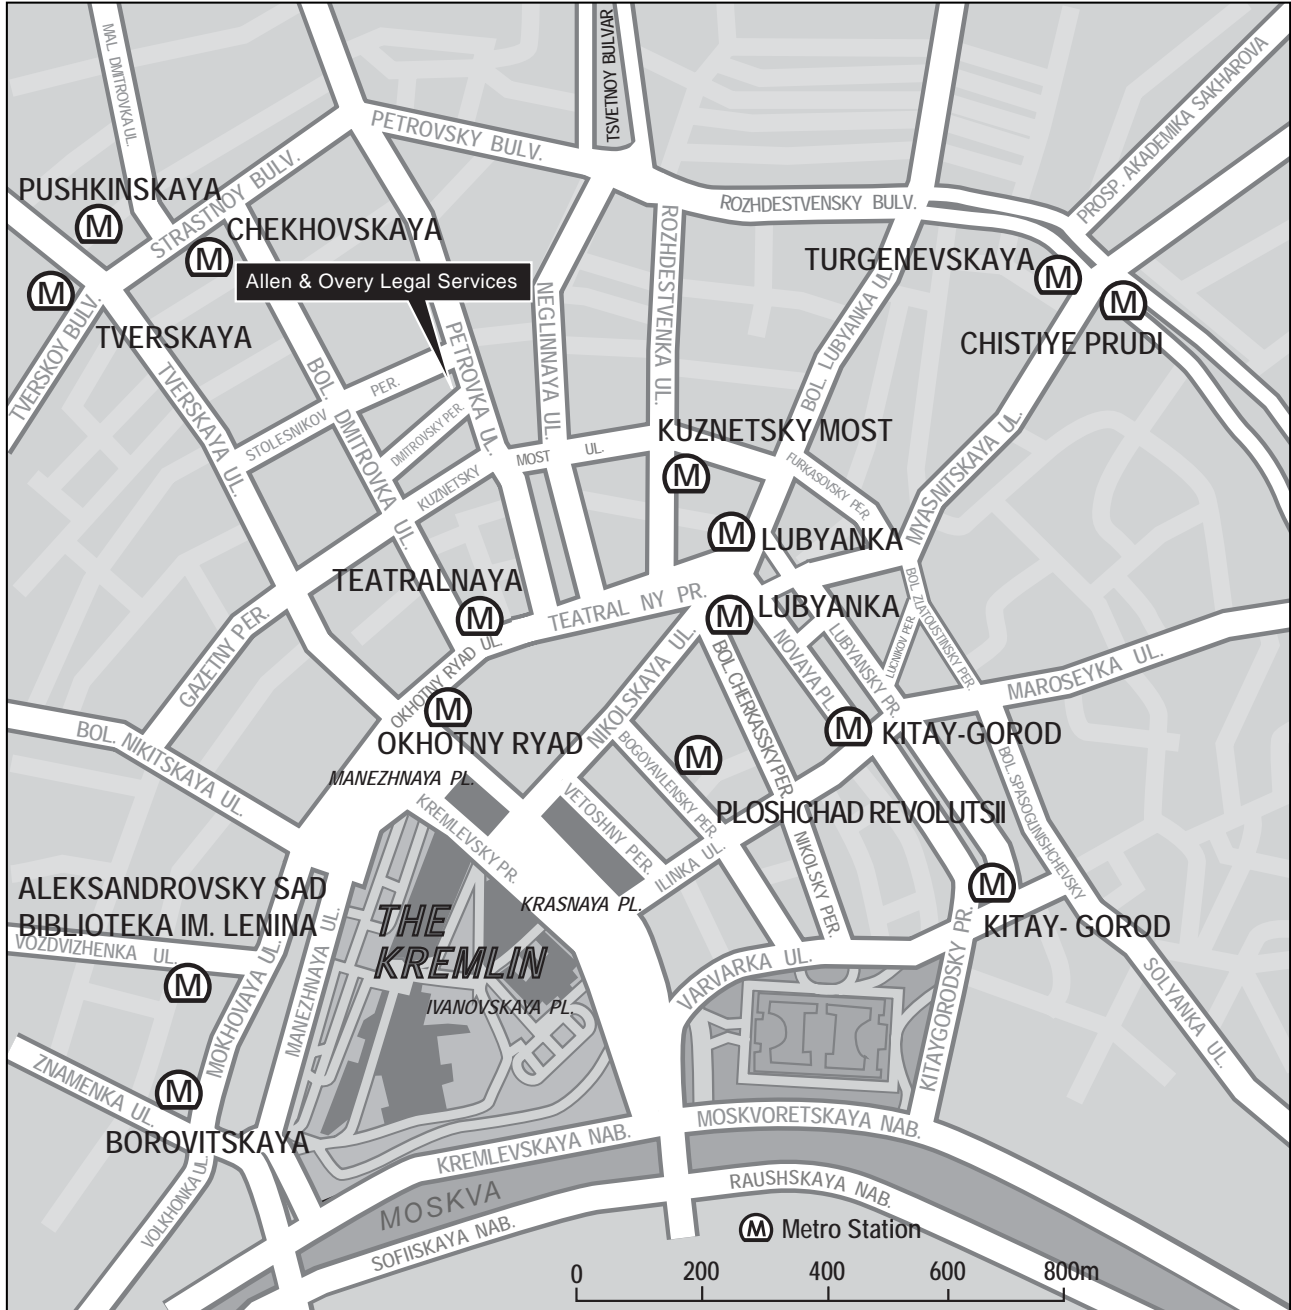 MAL. DMITROVKA UL.
TSVETNOY BULVAR
PROSP. AKADEMIKA SAKHAROVA
PETROVSKY BULV.
PUSHKINSKAYA
M
STRASTNOY BULV.
ROZHDESTVENSKY BULV.
CHEKHOVSKAYA
M
ROZHDESTVENKA UL.
TURGENEVSKAYA
M
Allen & Overy Legal Services
M
TVERSKOY BULV.
TVERSKAYA
NEGLINNAYA UL.
BOL. LUBYANKA UL.
M
CHISTIYE PRUDI
PETROVKA UL.
TVERSKAYA UL.
BOL. DMITROVKA UL.
STOLESNIKOV PER.
DMITROVSKY PER.
KUZNETSKY MOST UL.
KUZNETSKY MOST
M
FURKASOVSKY PER.
MYASNITSKAYA UL.
M
LUBYANKA
TEATRALNAYA
M
TEATRAL NY PR.
M
LUBYANKA
BOL. ZLATOUSTINSKY PER.
LUCNIKOV PER.
LUBYANSKY PR.
NOVAYA PL.
GAZETNY PER.
OKHOTNY RYAD UL.
NIKOLSKAYA UL.
BOL. CHERKASSKY PER.
MAROSEYKA UL.
BOL. NIKITSKAYA UL.
M
OKHOTNY RYAD
M
KITAY-GOROD
M
BOGOYAVLENSKY PER.
MANEZHNAYA PL.
KREMLEVSKY PR.
VETOSHNY PER.
PLOSHCHAD REVOLUTSII
BOL. SPASOGLINISHCHEVSKY
NIKOLSKY PER.
ILINKA UL.
M
KITAY- GOROD
KRASNAYA PL.
ALEKSANDROVSKY SAD
BIBLIOTEKA IM. LENINA
VOZDVIZHENKA UL.
M
THE
KREMLIN
IVANOVSKAYA PL.
MOKHOVAYA UL.
MANEZHNAYA UL.
VARVARKA UL.
KITAYGORODSKY PR.
SOLYANKA UL.
ZNAMENKA UL.
M
BOROVITSKAYA
VOLKHONKA UL.
KREMLEVSKAYA NAB.
MOSKVORETSKAYA NAB.
MOSKVA
RAUSHSKAYA NAB.
SOFIISKAYA NAB.
M Metro Station
0 200 400 600 800m